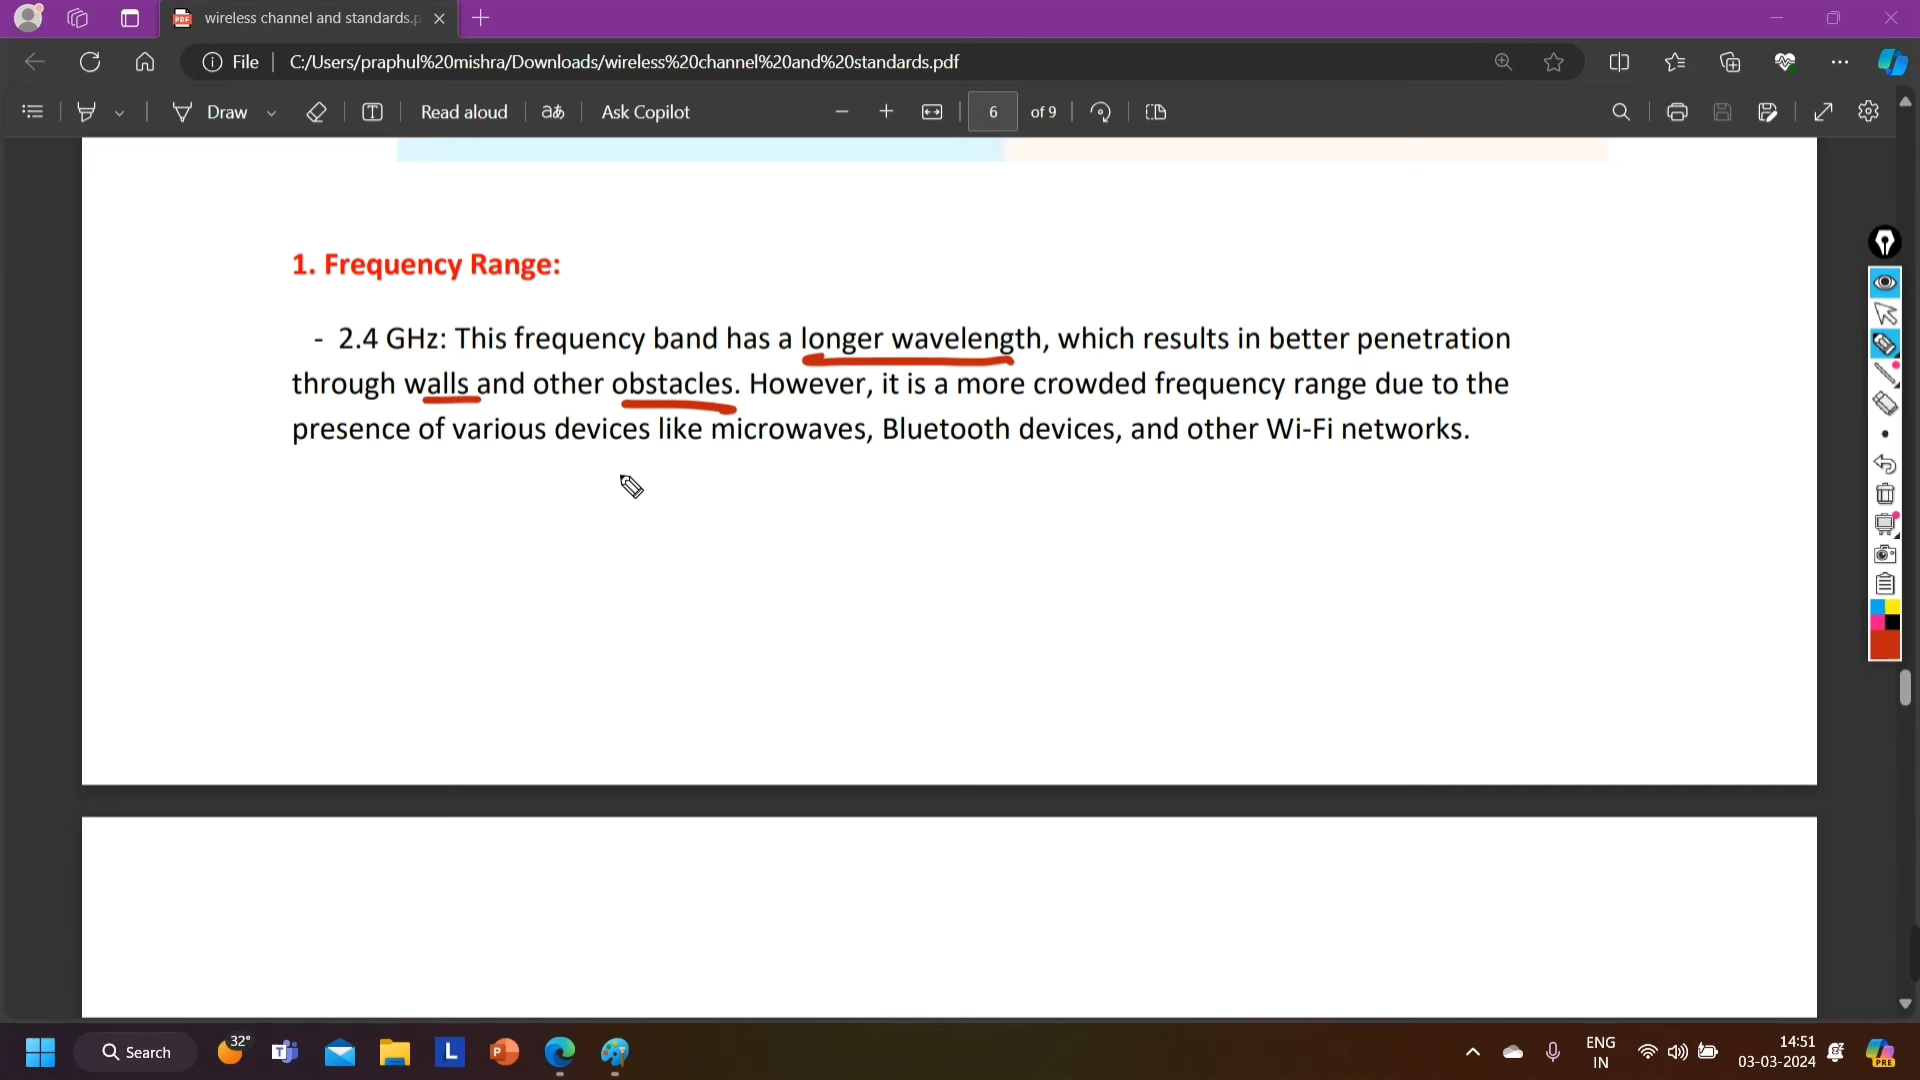 wireless channel and standards.p
File
C:/Users/praphul%20mishra/Downloads/wireless%20channel%20and%20standards.pdf
Draw
Read aloud
aあ
Ask Copilot
6
of 9
1. Frequency Range:
- 2.4 GHz: This frequency band has a longer wavelength, which results in better penetration
through walls and other obstacles. However, it is a more crowded frequency range due to the
presence of various devices like microwaves, Bluetooth devices, and other Wi-Fi networks.
Search
32°
ENG
IN
14:51
03-03-2024